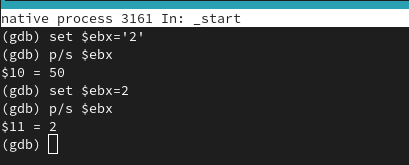 native process 3161 In: _start
(gdb) set $ebx='2'
(gdb) p/s $ebx
$10 = 50
(gdb) set $ebx=2
(gdb) p/s $ebx
$11 = 2
(gdb)